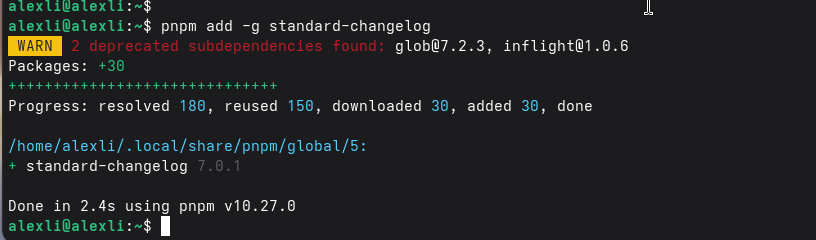 alexli@alexli:~$
alexli@alexli:~$ pnpm add -g standard-changelog
WARN 2 deprecated subdependencies found: glob@7.2.3, inflight@1.0.6
Packages: +30
++++++++++++++++++++++++++++++
Progress: resolved 180, reused 150, downloaded 30, added 30, done
/home/alexli/.local/share/pnpm/global/5:
+ standard-changelog 7.0.1
Done in 2.4s using pnpm v10.27.0
alexli@alexli:~$